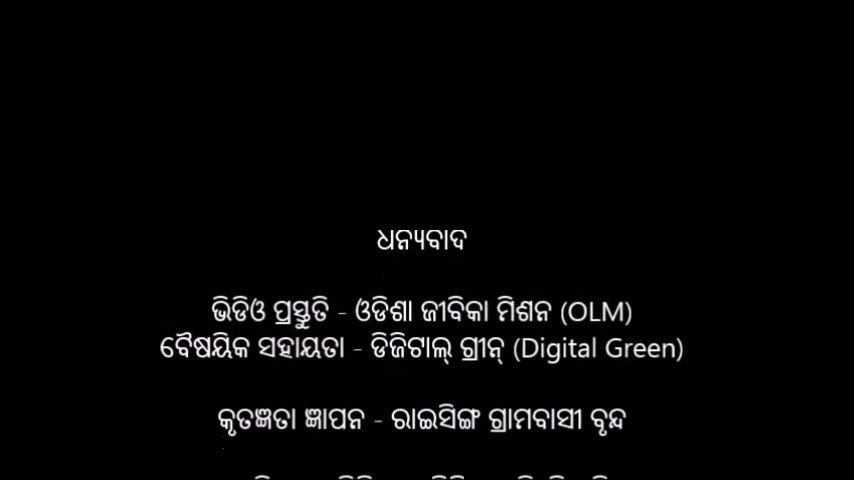 ଧନ୍ୟବାଦ
ଭିଡିଓ ପ୍ରସ୍ତୁତି - ଓଡିଶା ଜୀବିକା ମିଶନ (OLM)
ବୈଷୟିକ ସହାୟତା - ଡିଜିଟାଲ୍ ଗ୍ରୀନ୍ (Digital Green)
କୃତଜ୍ଞତା ଜ୍ଞାପନ - ରାଇସିଙ୍ଗ ଗ୍ରାମବାସୀ ବୃନ୍ଦ